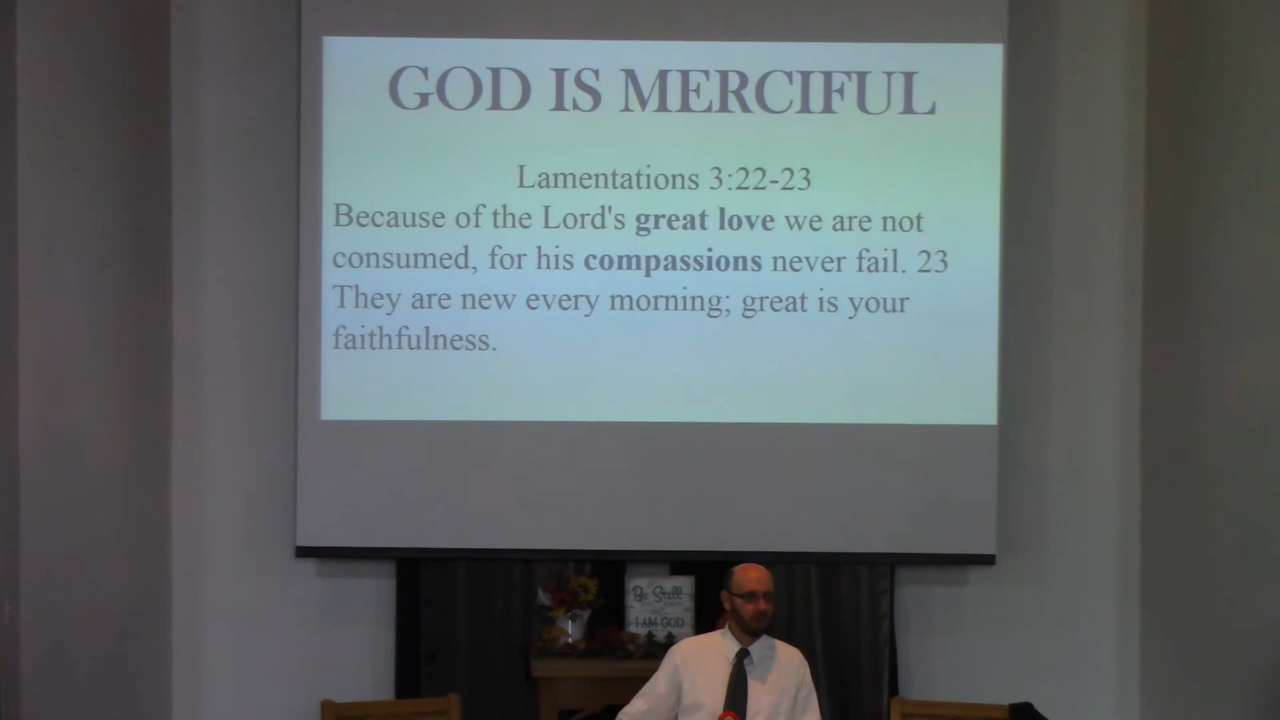 GOD IS MERCIFUL
Lamentations 3:22-23
Because of the Lord's great love we are not
consumed, for his compassions never fail. 23
They are new every morning; great is your
faithfulness.
Be Still
I AM GOD